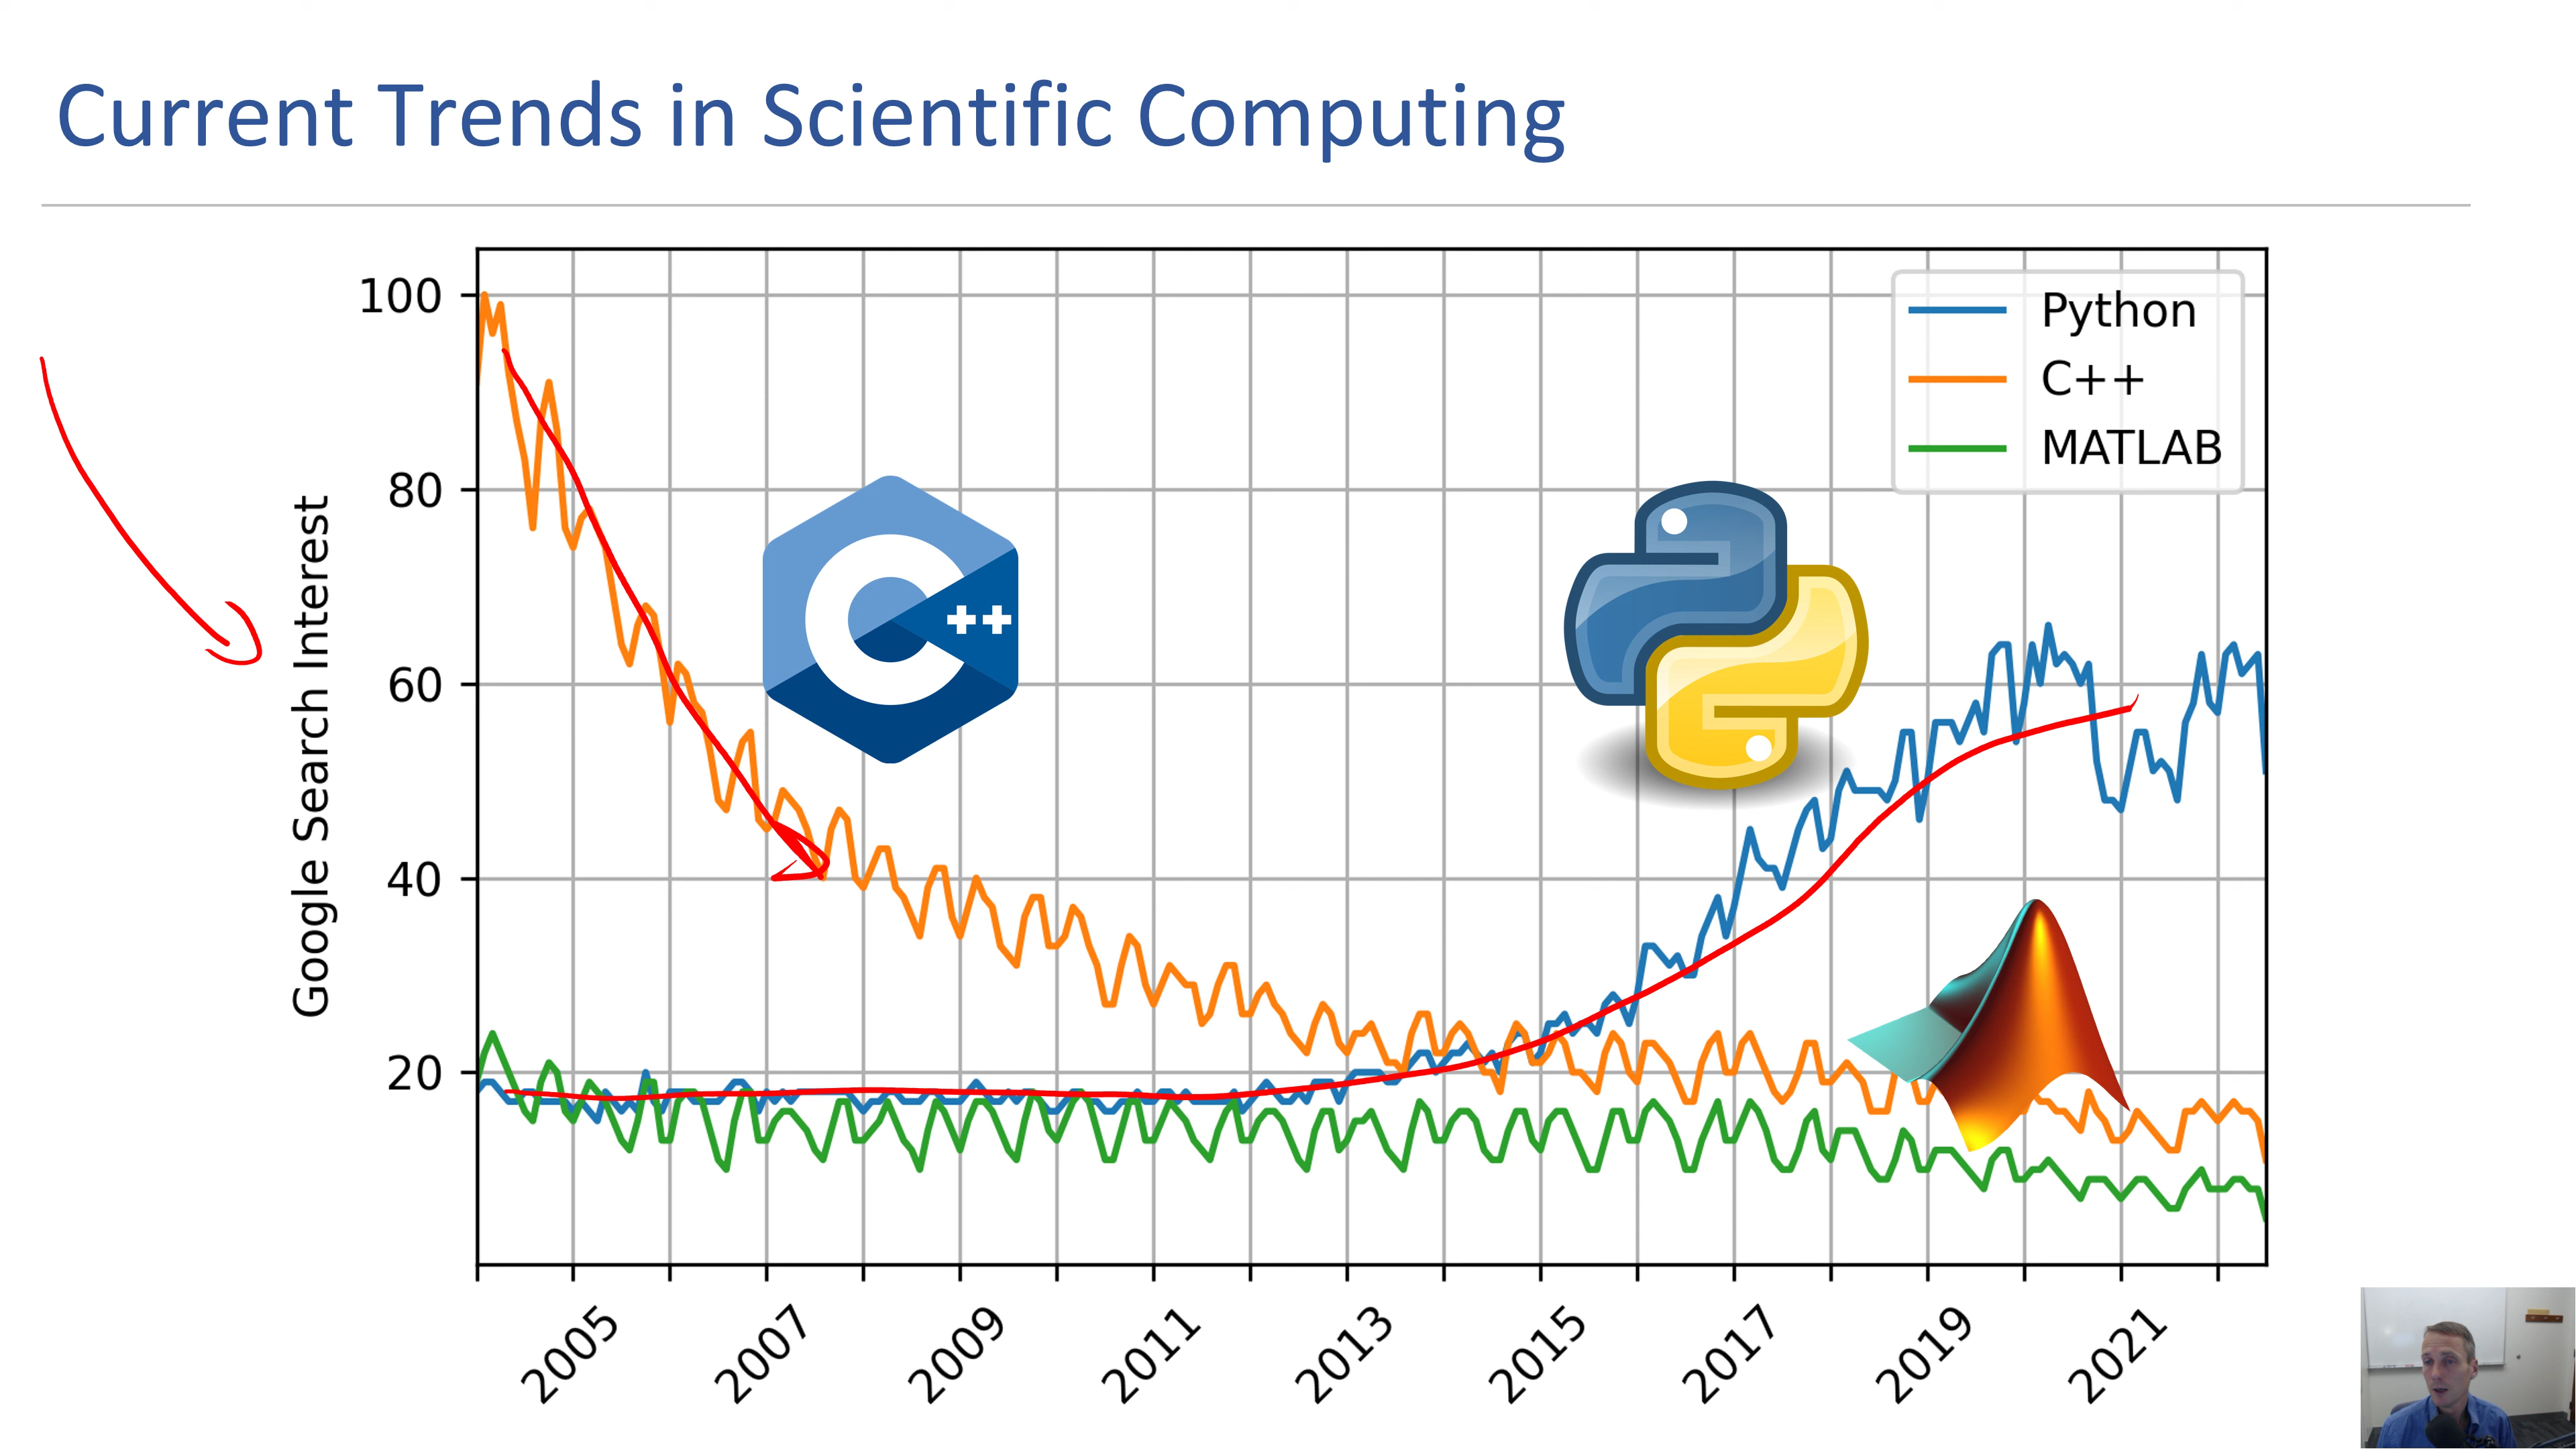 Current Trends in Scientific Computing
Google Search Interest
100
80
60
40
20
Python
C++
MATLAB
C++
2005
2007
2009
2011
2013
2015
2017
2019
2021